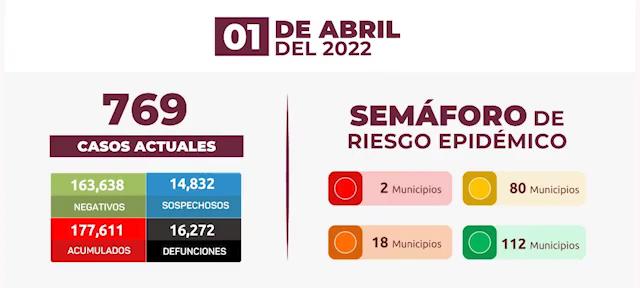 01 DE ABRIL
DEL 2022
769
CASOS ACTUALES
163,638
NEGATIVOS
14,832
SOSPECHOSOS
177,611
ACUMULADOS
16,272
DEFUNCIONES
SEMÁFORO DE
RIESGO EPIDÉMICO
2 Municipios
80 Municipios
18 Municipios
112 Municipios